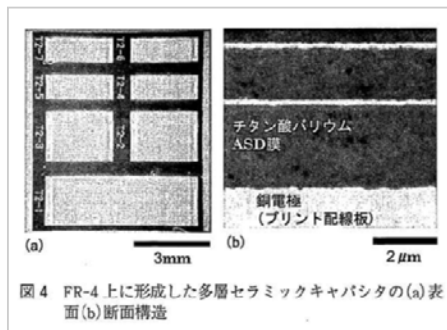 T2-7
T2-6
T2-5
T2-4
T2-3
T2-2
T2-1
(a)
3mm
チタン酸バリウム
ASD膜
銅電極
(プリント配線板)
(b)
2μm
図4 FR-4上に形成した多層セラミックキャパシタの(a)表
面(b)断面構造